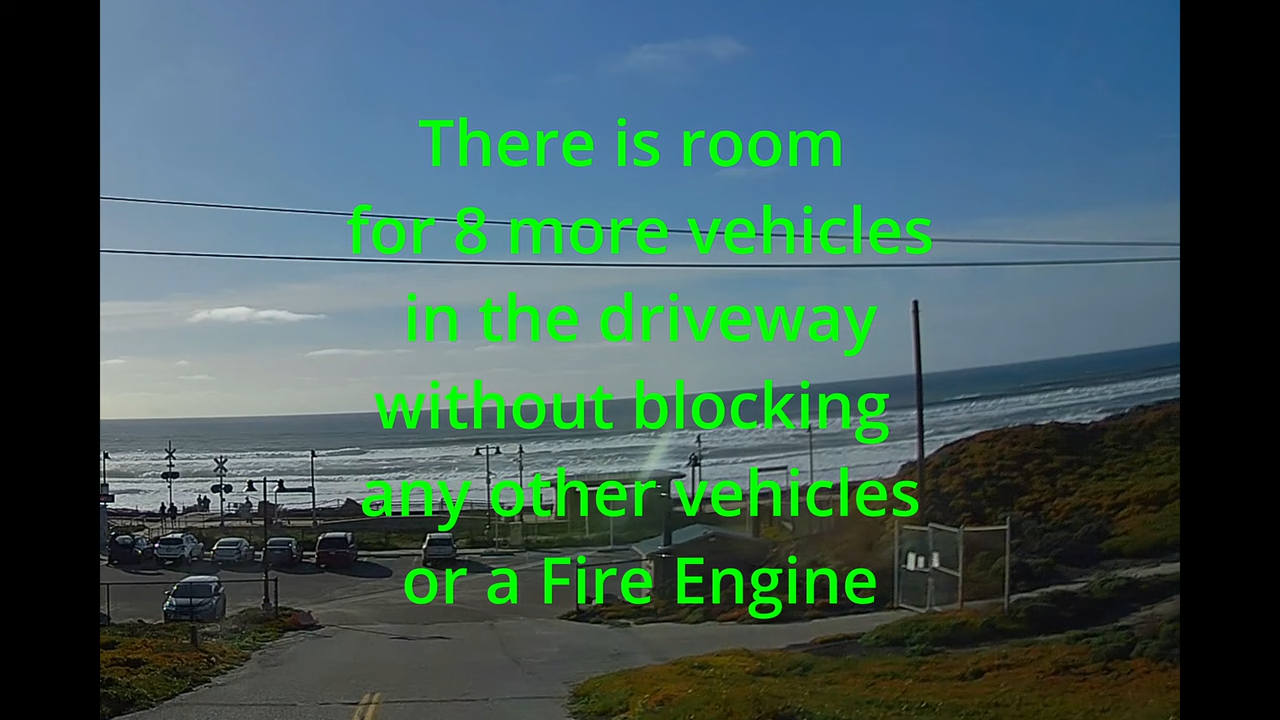 There is room
for 8 more vehicles
in the driveway
without blocking
any other vehicles
or a Fire Engine